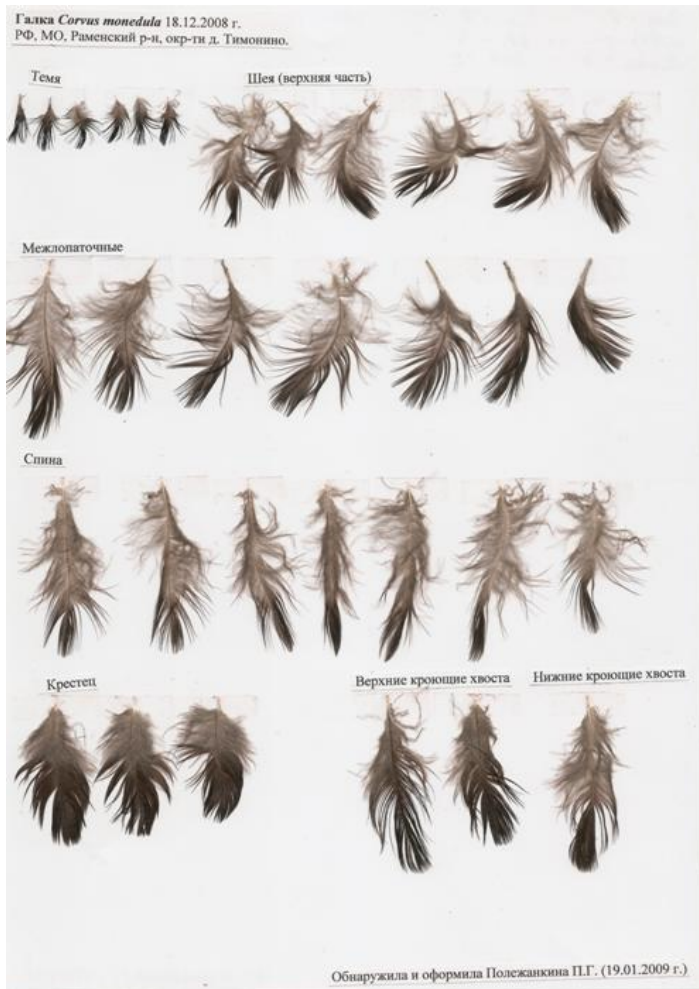 Галка Corvus monedula 18.12.2008 г.
РФ, МО, Раменский р-н, окр-ти д. Тимонино.
Темя
Шея (верхняя часть)
Межлопаточные
Спина
Крестец
Верхние кроющие хвоста
Нижние кроющие хвоста
Обнаружила и оформила Полежанкина П.Г. (19.01.2009 г.)